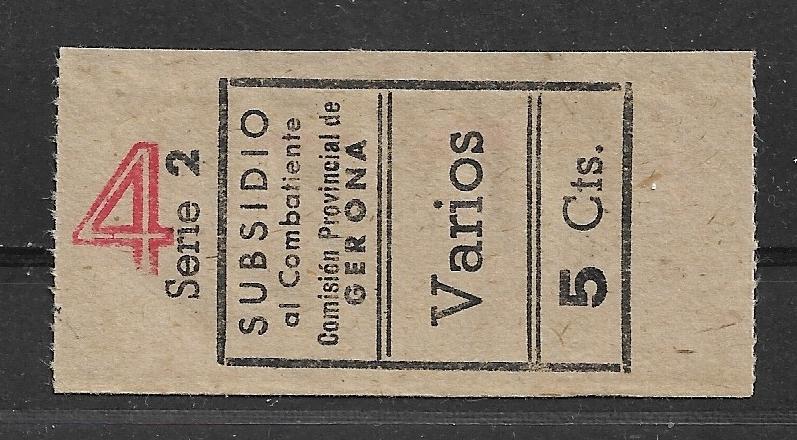 4
Serie 2
SUBSIDIO
al Combatiente
Comisión Provincial de
GERONA
Varios
5 Cts.